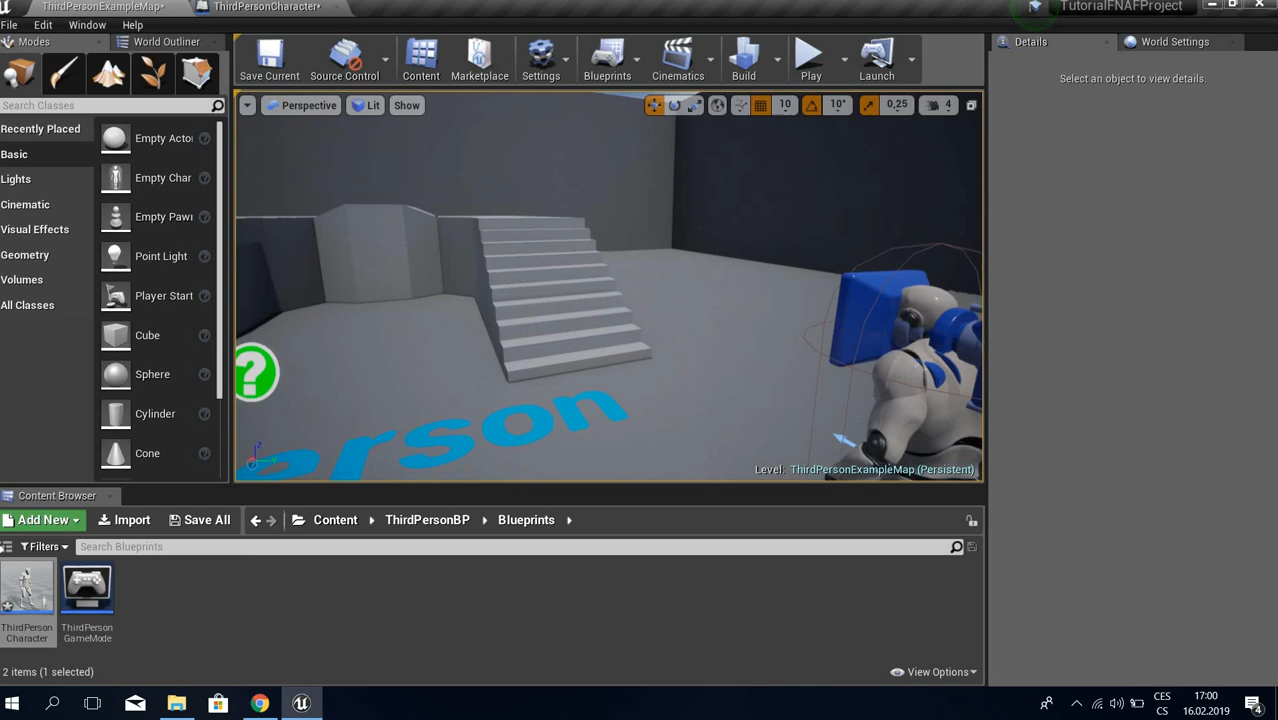 ThirdPersonExampleMap*
ThirdPersonCharacter*
TutorialFNAFProject
File Edit Window Help
Modes
World Outliner
Search Classes
Recently Placed
Basic
Lights
Cinematic
Visual Effects
Geometry
Volumes
All Classes
Empty Acto
Empty Char
Empty Pawn
Point Light
Player Start
Cube
Sphere
Cylinder
Cone
Save Current
Source Control
Content
Marketplace
Settings
Blueprints
Cinematics
Build
Play
Launch
Perspective
Lit
Show
10
10°
0,25
4
?
erson
Level: ThirdPersonExampleMap (Persistent)
Details
World Settings
Select an object to view details.
Content Browser
Add New
Import
Save All
Content
ThirdPersonBP
Blueprints
Filters
Search Blueprints
ThirdPerson
Character
ThirdPerson
GameMode
2 items (1 selected)
View Options
CES
CS
17:00
16.02.2019
4